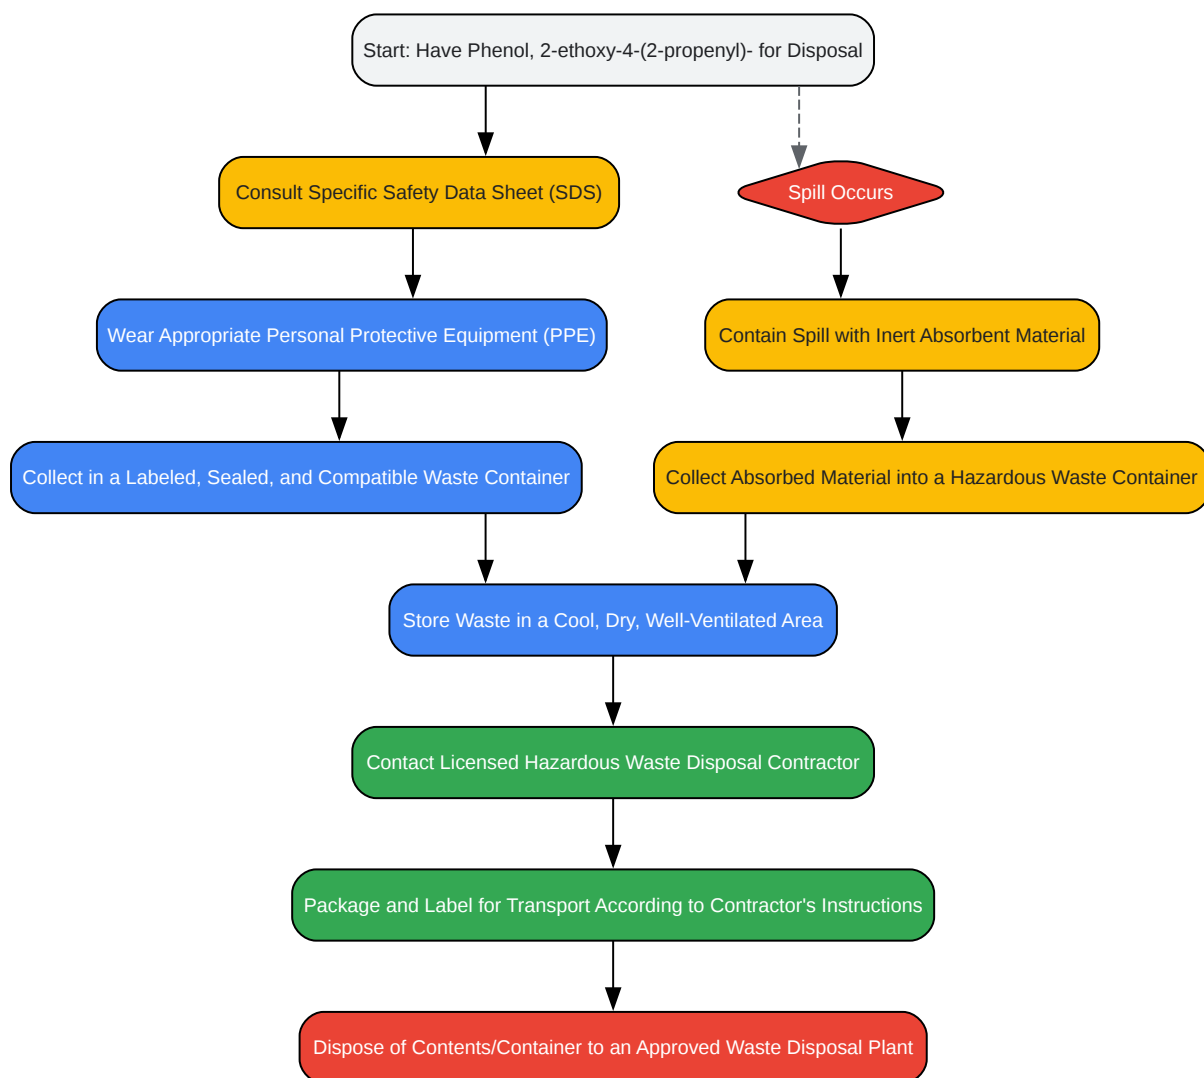 Start: Have Phenol, 2-ethoxy-4-(2-propenyl)- for Disposal
Consult Specific Safety Data Sheet (SDS)
Spill Occurs
Wear Appropriate Personal Protective Equipment (PPE)
Contain Spill with Inert Absorbent Material
Collect in a Labeled, Sealed, and Compatible Waste Container
Collect Absorbed Material into a Hazardous Waste Container
Store Waste in a Cool, Dry, Well-Ventilated Area
Contact Licensed Hazardous Waste Disposal Contractor
Package and Label for Transport According to Contractor's Instructions
Dispose of Contents/Container to an Approved Waste Disposal Plant